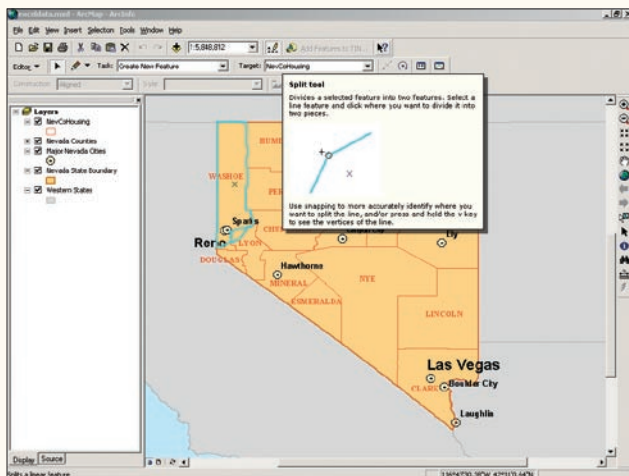 exceldata.mxd - ArcMap - ArcInfo
File Edit View Insert Selection Tools Window Help
1:5,848,812
Add Features to TIN...
Editor Task: Create New Feature Target: NevCoHousing
Construction: Aligned
Split tool
Divides a selected feature into two features. Select a
line feature and click where you want to divide it into
two pieces.
Use snapping to more accurately identify where you
want to split the line, and/or press and hold the v key
to see the vertices of the line.
Layers
NevCoHousing
Nevada Counties
Major Nevada Cities
Nevada State Boundary
Western States
WASHOE
Sparks
Reno
LYON
DOUGLAS
Hawthorne
MINERAL
ESMERALDA
NYE
Ely
LINCOLN
Las Vegas
CLARK
Boulder City
Laughlin
Display Source
Splits a linear feature